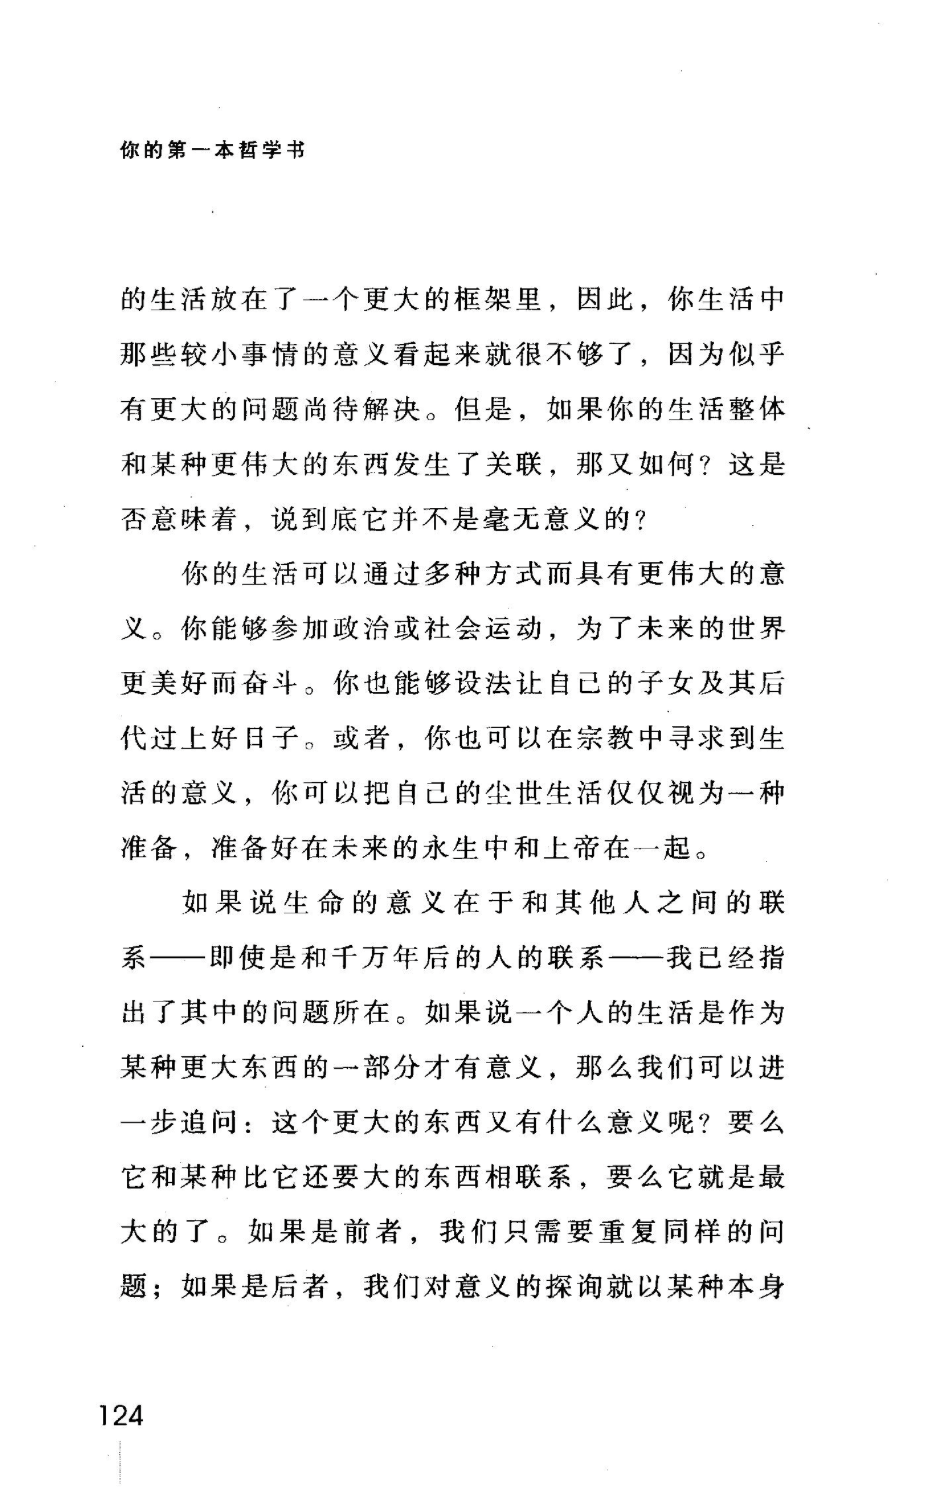 你的第一本哲学书
的生活放在了一个更大的框架里，因此，你生活中
那些较小事情的意义看起来就很不够了，因为似乎
有更大的问题尚待解决。但是，如果你的生活整体
和某种更伟大的东西发生了关联，那又如何？这是
否意味着，说到底它并不是毫无意义的？
你的生活可以通过多种方式而具有更伟大的意
义。你能够参加政治或社会运动，为了未来的世界
更美好而奋斗。你也能够设法让自己的子女及其后
代过上好日子。或者，你也可以在宗教中寻求到生
活的意义，你可以把自己的尘世生活仅仅视为一种
准备，准备好在未来的永生中和上帝在一起。
如果说生命的意义在于和其他人之间的联
系——即使是和千万年后的人的联系——我已经指
出了其中的问题所在。如果说一个人的生活是作为
某种更大东西的一部分才有意义，那么我们可以进
一步追问：这个更大的东西又有什么意义呢？要么
它和某种比它还要大的东西相联系，要么它就是最
大的了。如果是前者，我们只需要重复同样的问
题；如果是后者，我们对意义的探询就以某种本身
124